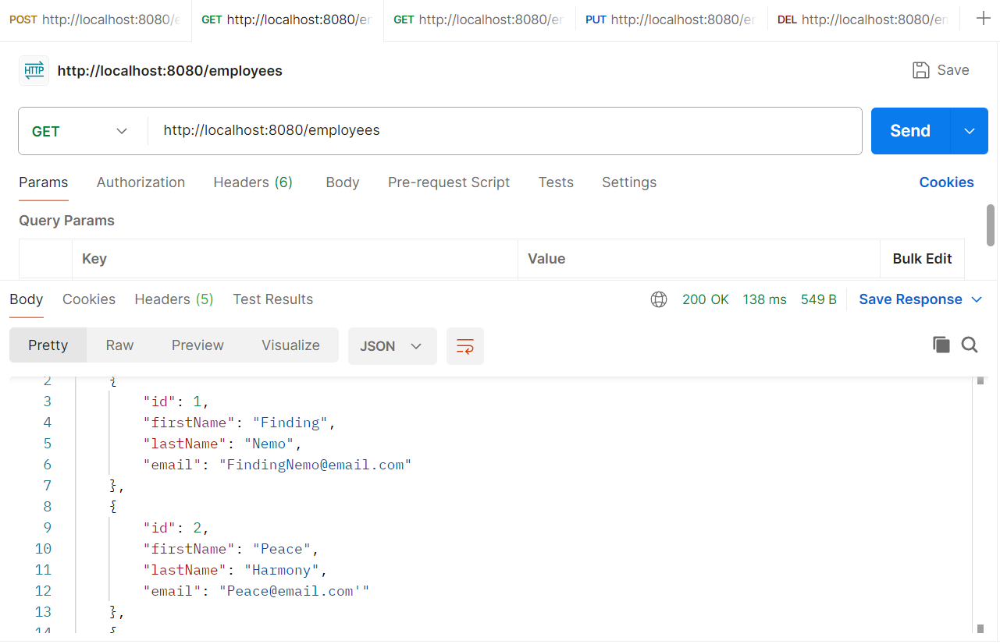 POST http://localhost:8080/e
GET http://localhost:8080/em
GET http://localhost:8080/em
PUT http://localhost:8080/em
DEL http://localhost:8080/em
HTTP http://localhost:8080/employees
Save
GET http://localhost:8080/employees
Send
Params Authorization Headers (6) Body Pre-request Script Tests Settings Cookies
Query Params
Key Value Bulk Edit
Body Cookies Headers (5) Test Results 200 OK 138 ms 549 B Save Response
Pretty Raw Preview Visualize JSON
2 {
3 "id": 1,
4 "firstName": "Finding",
5 "lastName": "Nemo",
6 "email": "FindingNemo@email.com"
7 },
8 {
9 "id": 2,
10 "firstName": "Peace",
11 "lastName": "Harmony",
12 "email": "Peace@email.com'"
13 },
14 {